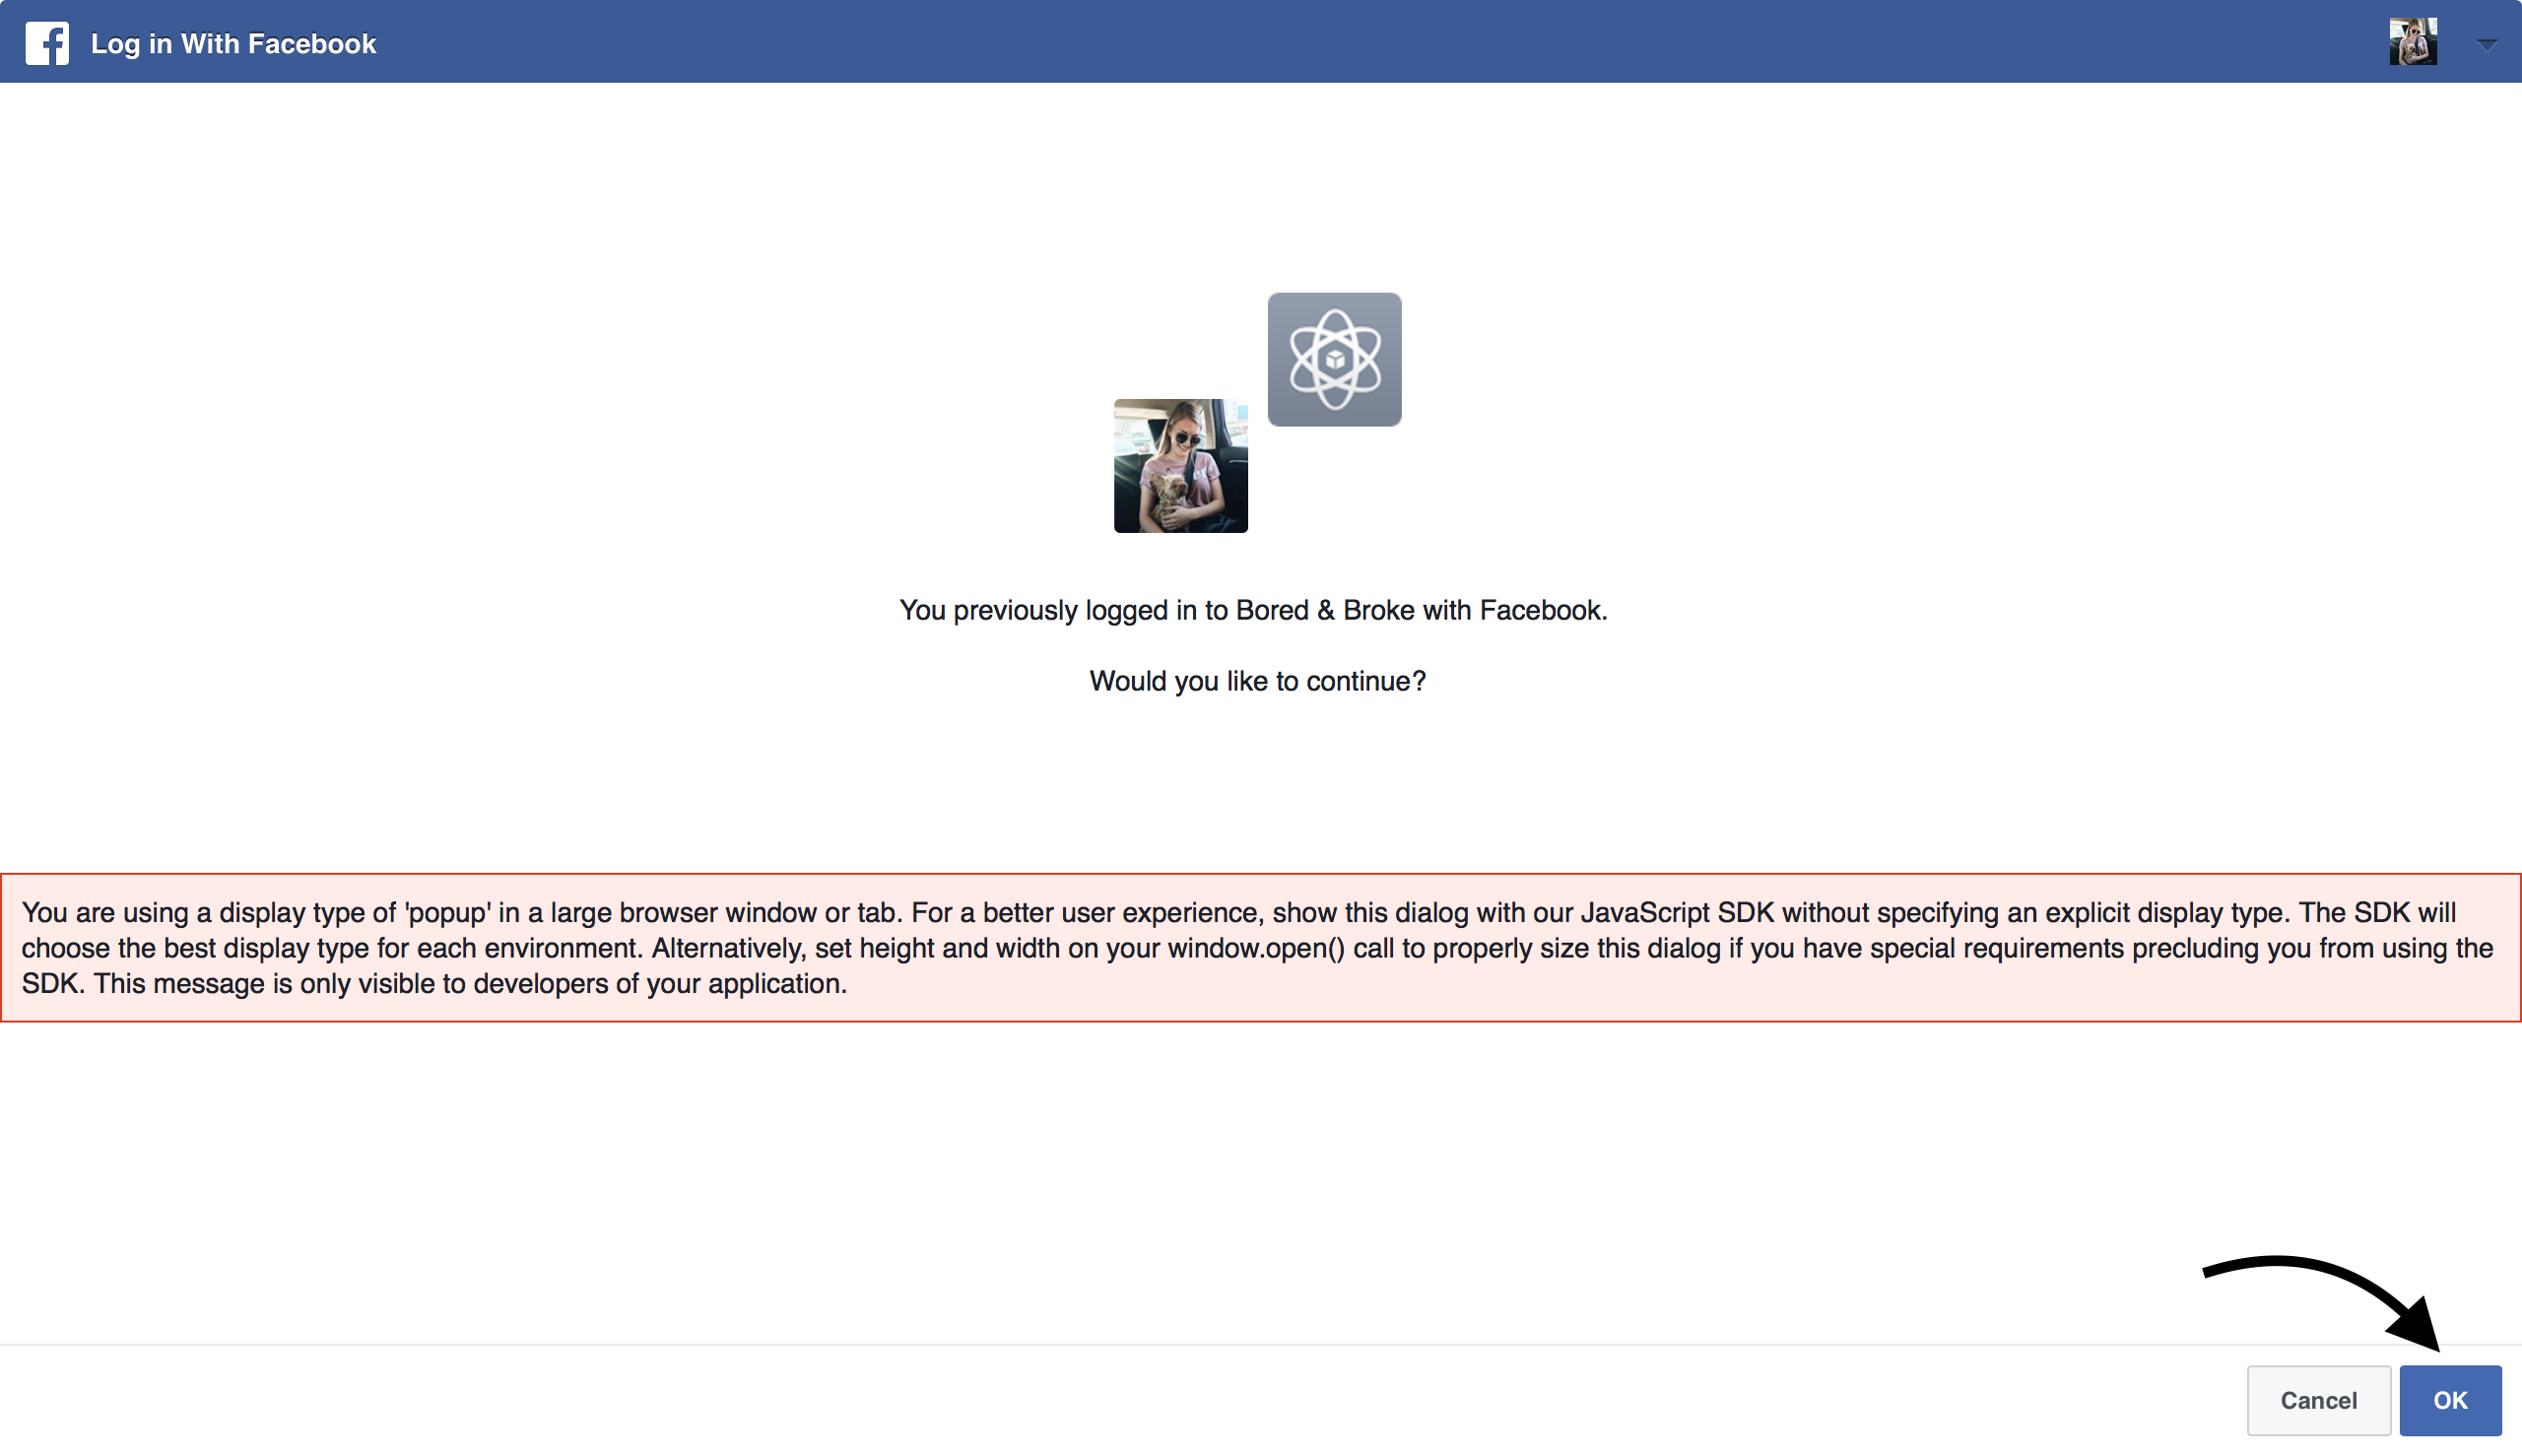 Log in With Facebook
You previously logged in to Bored & Broke with Facebook.
Would you like to continue?
You are using a display type of 'popup' in a large browser window or tab. For a better user experience, show this dialog with our JavaScript SDK without specifying an explicit display type. The SDK will
choose the best display type for each environment. Alternatively, set height and width on your window.open() call to properly size this dialog if you have special requirements precluding you from using the
SDK. This message is only visible to developers of your application.
Cancel OK